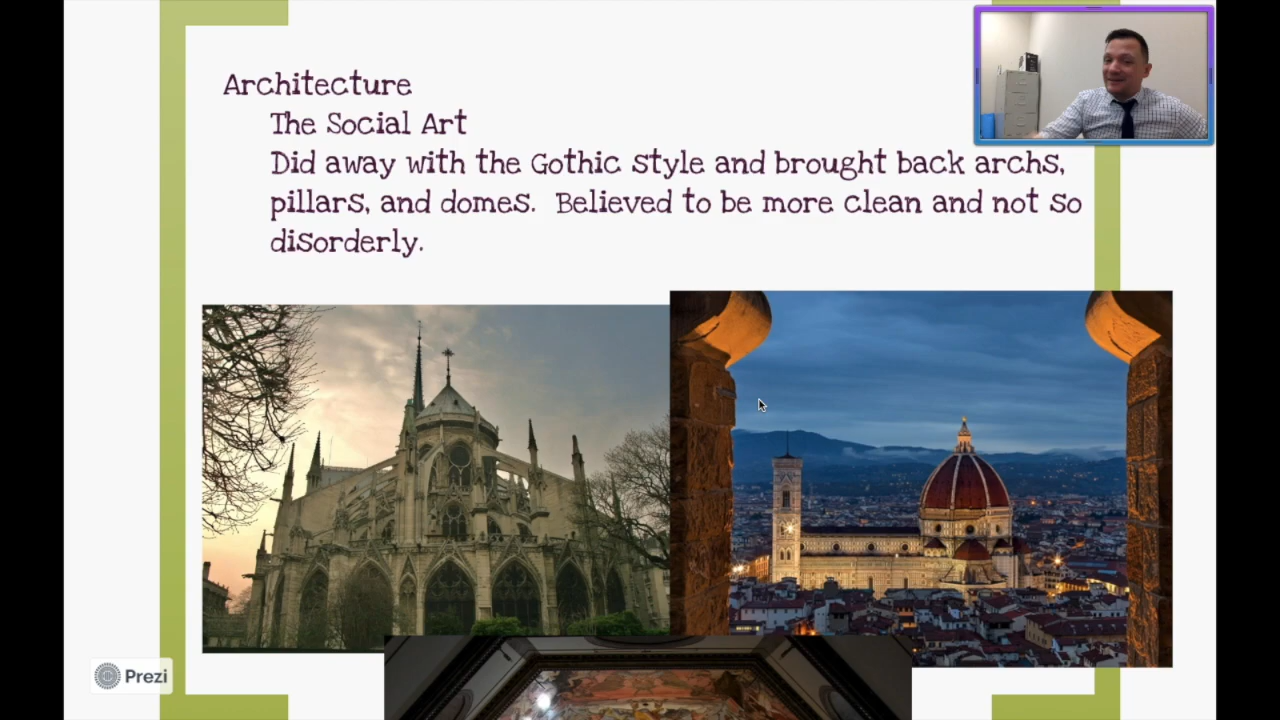 Architecture
The Social Art
Did away with the Gothic style and brought back archs,
pillars, and domes.  Believed to be more clean and not so
disorderly.
Prezi